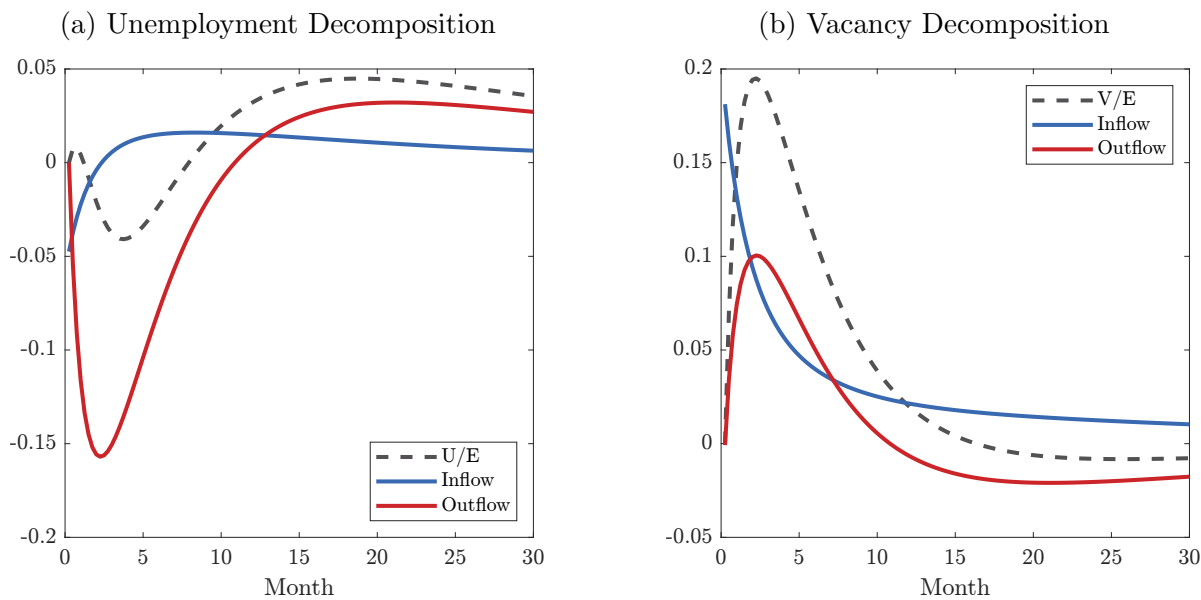 (a) Unemployment Decomposition
0.05
0
-0.05
-0.1
-0.15
-0.2
0 5 10 15 20 25 30
Month
U/E
Inflow
Outflow
(b) Vacancy Decomposition
0.2
0.15
0.1
0.05
0
-0.05
0 5 10 15 20 25 30
Month
V/E
Inflow
Outflow